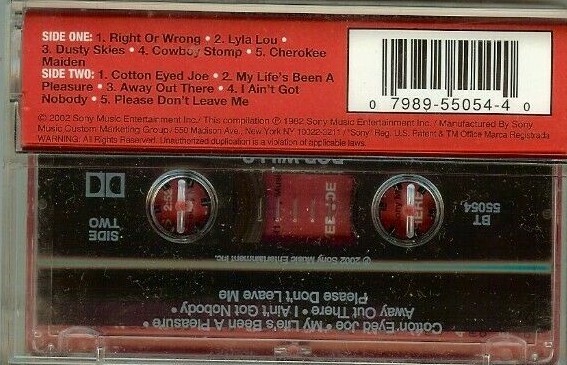 SIDE ONE: 1. Right Or Wrong • 2. Lyla Lou •
3. Dusty Skies • 4. Cowboy Stomp • 5. Cherokee
Maiden
SIDE TWO: 1. Cotton Eyed Joe • 2. My Life's Been A
Pleasure • 3. Away Out There • 4. I Ain't Got
Nobody • 5. Please Don't Leave Me
0 7989-55054-4 0
© 2002 Sony Music Entertainment Inc./ This compilation ℗ 1982 Sony Music Entertainment Inc. / Manufactured By Sony
Music Custom Marketing Group/ 550 Madison Ave., New York NY 10022-3211/ "Sony" Reg. U.S. Patent & TM Office Marca Registrada
WARNING: All Rights Reserved. Unauthorized duplication is a violation of applicable laws.
BOB WILLS
SIDE
TWO
BT
55054
℗ 2002 Sony Music Entertainment Inc.
Cotton Eyed Joe • My Life's Been A Pleasure •
Away Out There • I Ain't Got Nobody •
Please Don't Leave Me